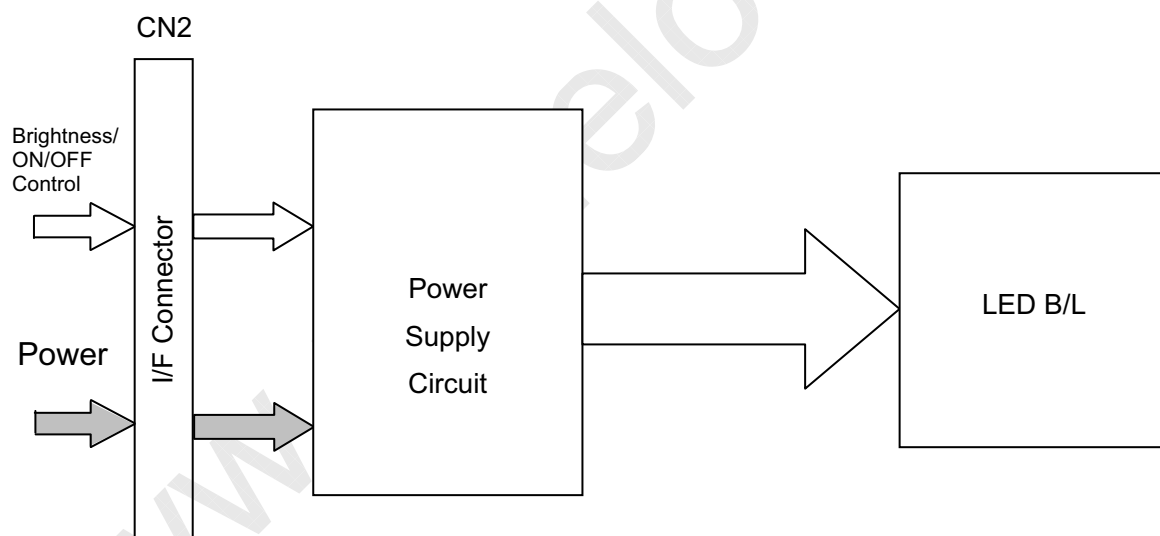 CN2
Brightness/
ON/OFF
Control
Power
I/F Connector
Power
Supply
Circuit
LED B/L